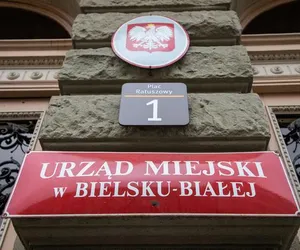 Plac
Ratuszowy
1
URZĄD MIEJSKI
W BIELSKU-BIAŁEJ